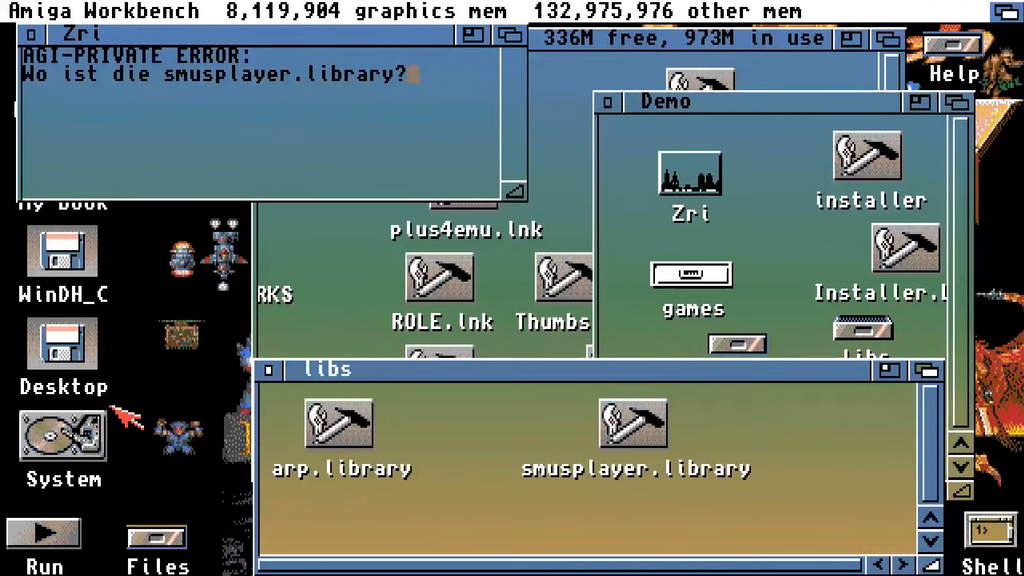 Amiga Workbench 8,119,904 graphics mem 132,975,976 other mem
Zri
AGI-PRIVATE ERROR:
Wo ist die smusplayer.library?
336M free, 973M in use
Help
Demo
Zri
installer
My Book
plus4emu.lnk
WinDH_C
RKS
ROLE.lnk
Thumbs
games
Installer.
Libs
libs
Desktop
arp.library
smusplayer.library
System
Run
Files
1>
Shell